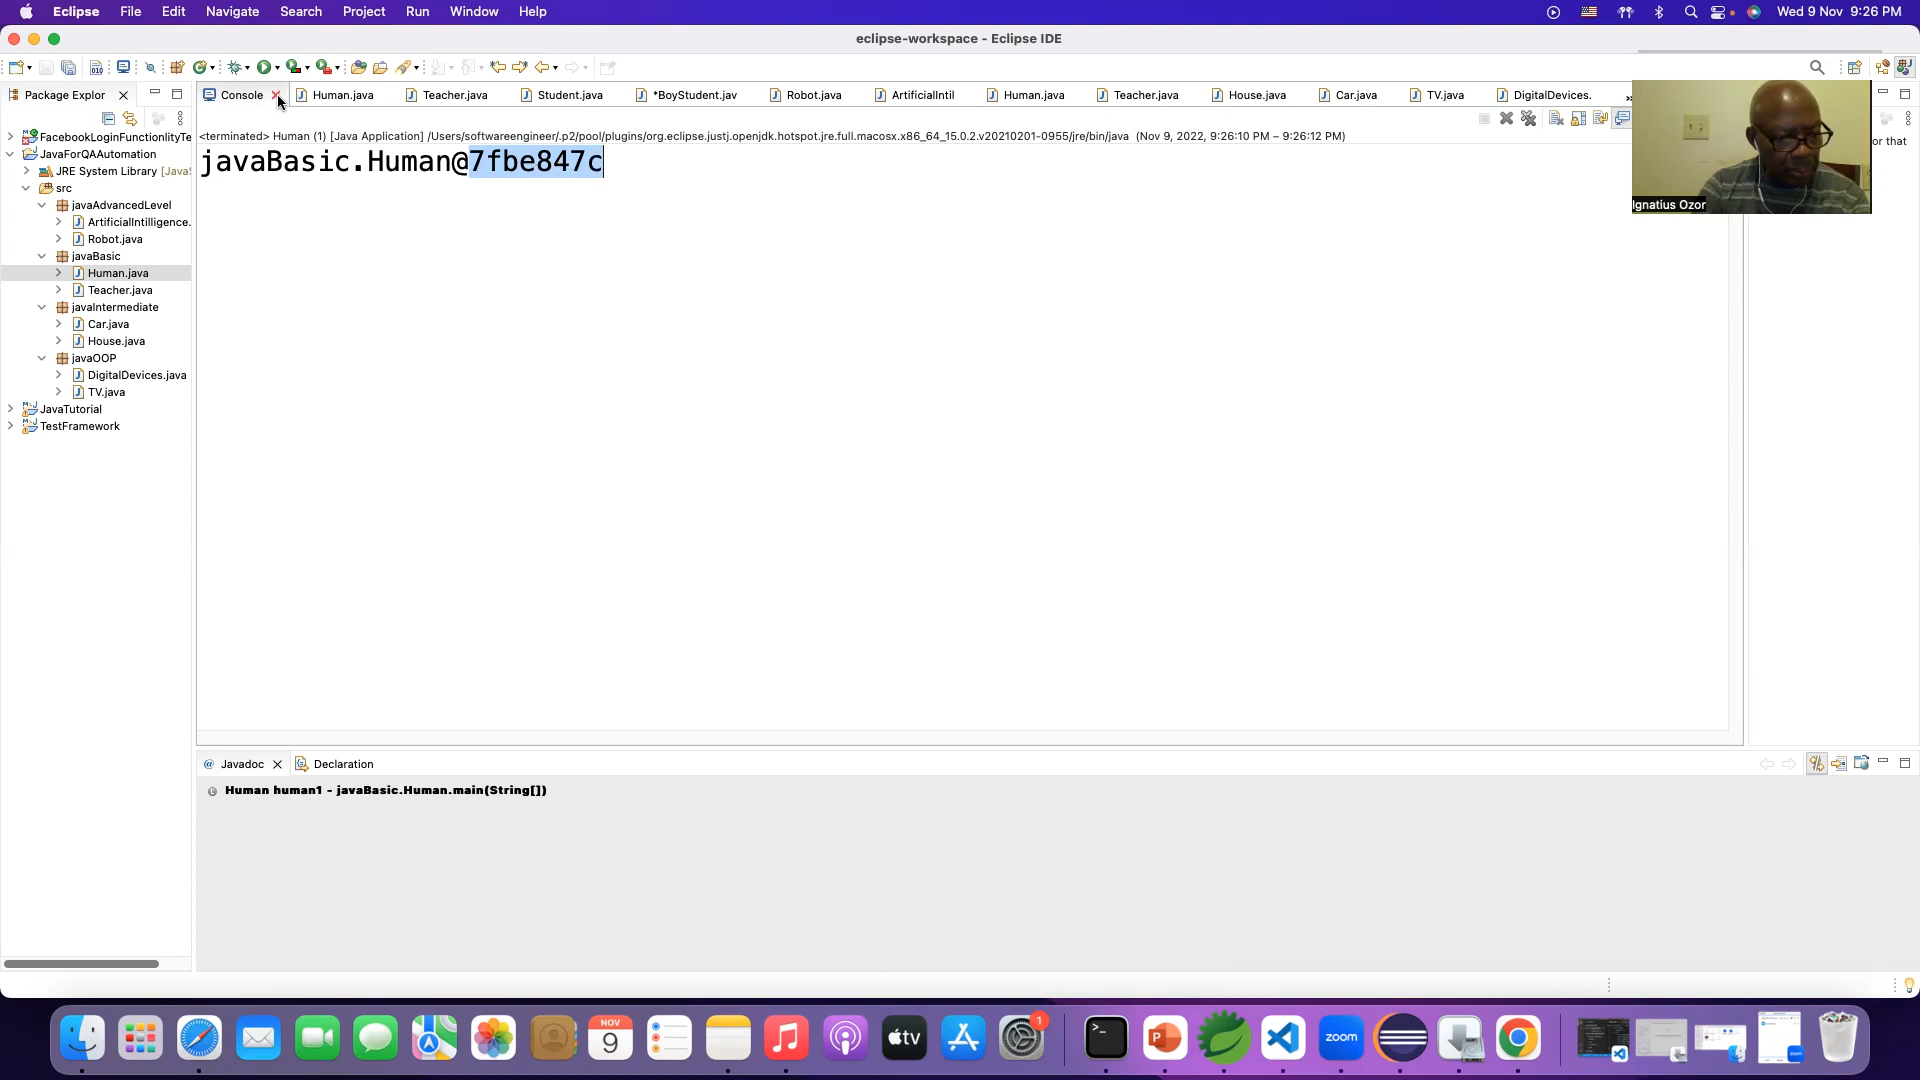 Eclipse File Edit Navigate Search Project Run Window Help Wed 9 Nov 9:26 PM
eclipse-workspace - Eclipse IDE
Package Explor
Console Human.java Teacher.java Student.java *BoyStudent.jav Robot.java ArtificialIntil Human.java Teacher.java House.java Car.java TV.java DigitalDevices.
<terminated> Human (1) [Java Application] /Users/softwareengineer/.p2/pool/plugins/org.eclipse.justj.openjdk.hotspot.jre.full.macosx.x86_64_15.0.2.v20210201-0955/jre/bin/java (Nov 9, 2022, 9:26:10 PM – 9:26:12 PM)
javaBasic.Human@7fbe847c
FacebookLoginFunctionlityTe
JavaForQAAutomation
JRE System Library [Java
src
javaAdvancedLevel
ArtificialIntilligence.
Robot.java
javaBasic
Human.java
Teacher.java
javaIntermediate
Car.java
House.java
javaOOP
DigitalDevices.java
TV.java
JavaTutorial
TestFramework
or that
Ignatius Ozor
Javadoc Declaration
Human human1 - javaBasic.Human.main(String[])
NOV
9
tv
1
zoom
zoom